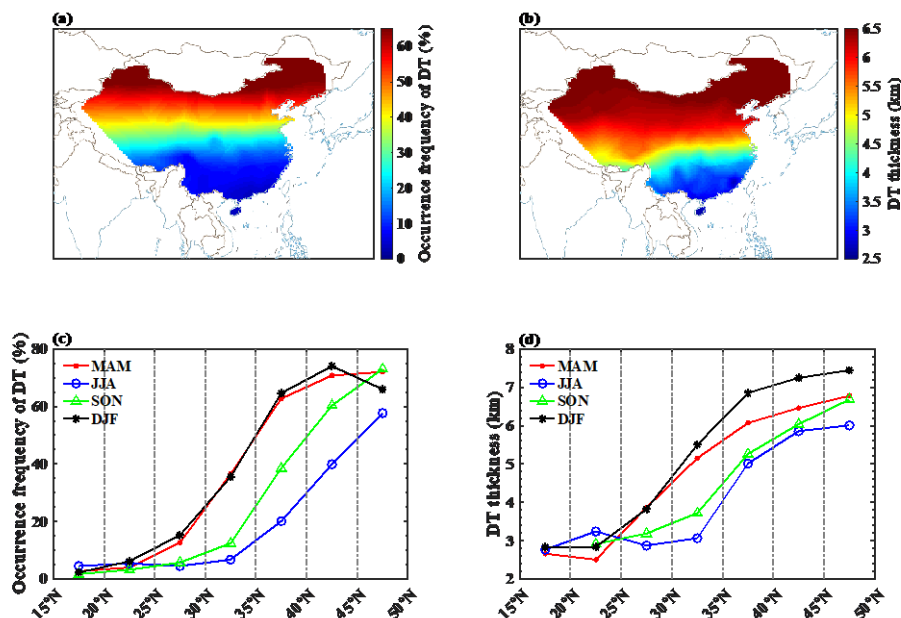 (a)
60
50
40
30
20
10
0
Occurrence frequency of DT (%)
(b)
6.5
6
5.5
5
4.5
4
3.5
3
2.5
DT thickness (km)
(c)
80
60
40
20
0
Occurrence frequency of DT (%)
MAM
JJA
SON
DJF
15°N 20°N 25°N 30°N 35°N 40°N 45°N 50°N
(d)
8
7
6
5
4
3
2
DT thickness (km)
MAM
JJA
SON
DJF
15°N 20°N 25°N 30°N 35°N 40°N 45°N 50°N